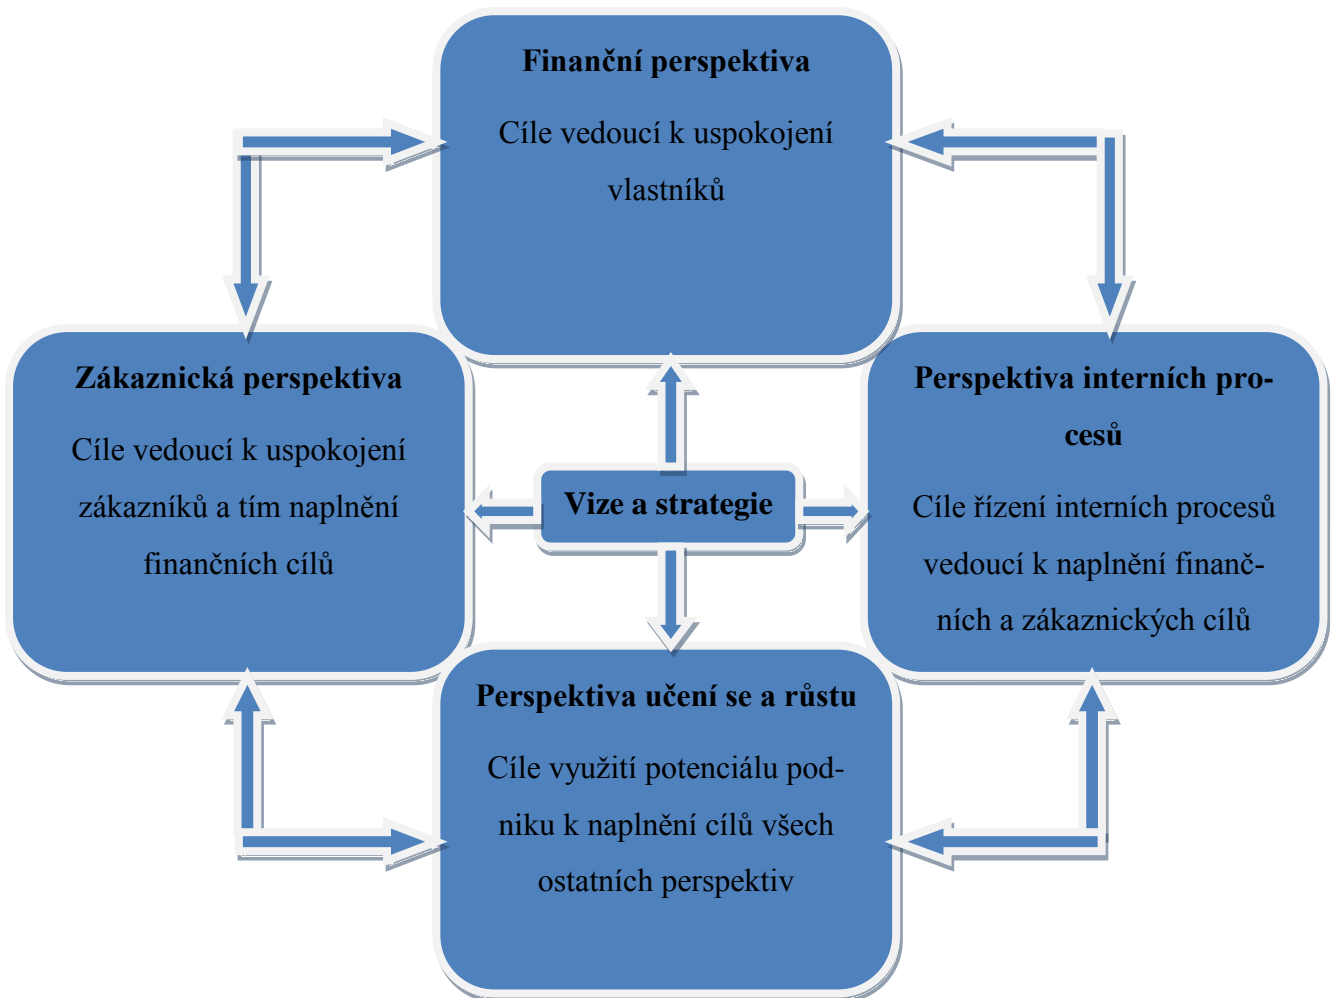 Finanční perspektiva
Cíle vedoucí k uspokojení
vlastníků
Zákaznická perspektiva
Cíle vedoucí k uspokojení
zákazníků a tím naplnění
finančních cílů
Vize a strategie
Perspektiva interních pro-
cesů
Cíle řízení interních procesů
vedoucí k naplnění finanč-
ních a zákaznických cílů
Perspektiva učení se a růstu
Cíle využití potenciálu pod-
niku k naplnění cílů všech
ostatních perspektiv